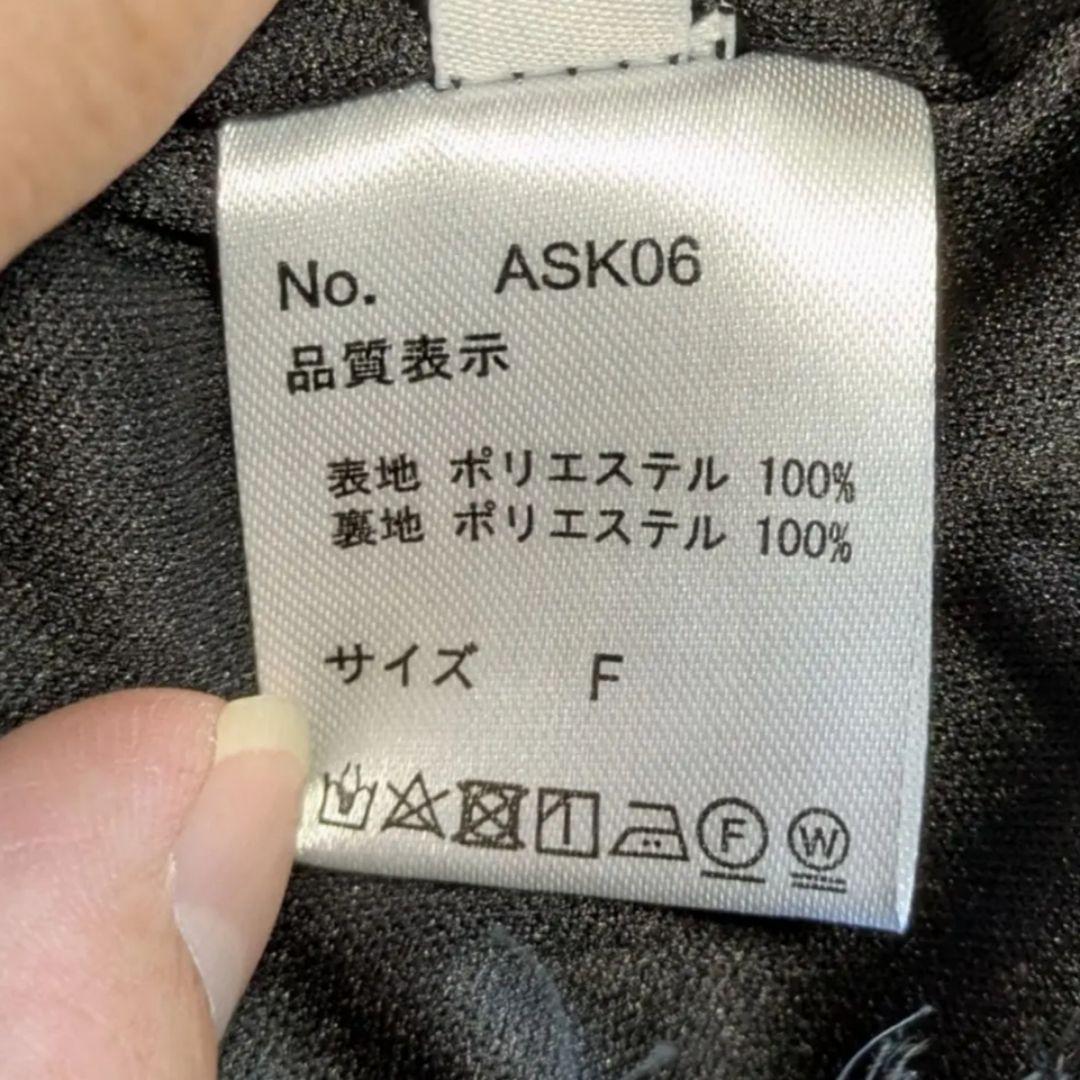 No. ASK06
品質表示
表地 ポリエステル 100%
裏地 ポリエステル 100%
サイズ F
F W